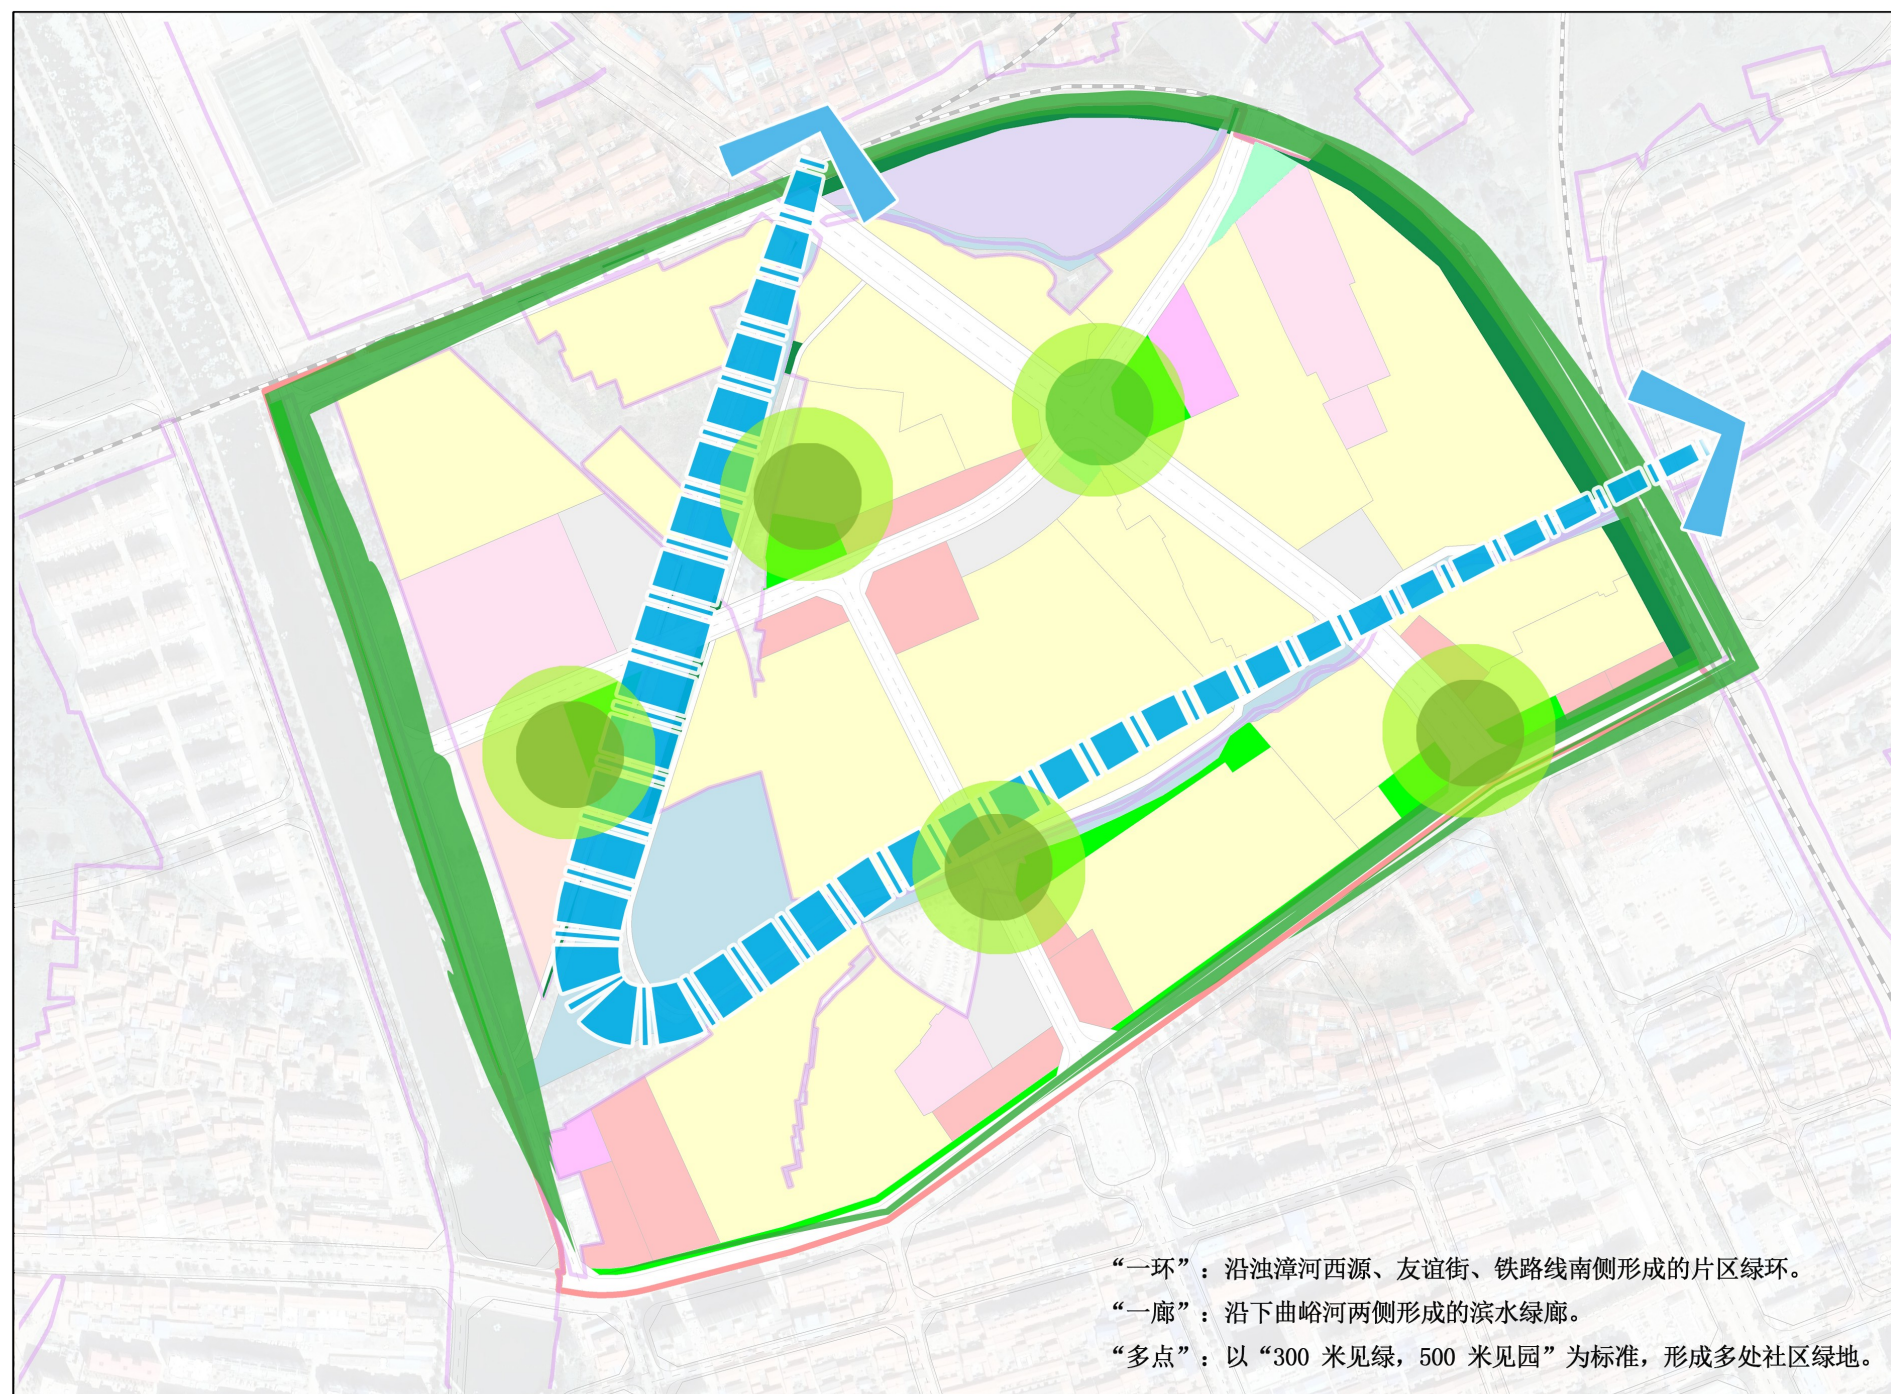 “一环”：沿浊漳河西源、友谊街、铁路线南侧形成的片区绿环。
“一廊”：沿下曲峪河两侧形成的滨水绿廊。
“多点”：以“300 米见绿，500 米见园”为标准，形成多处社区绿地。